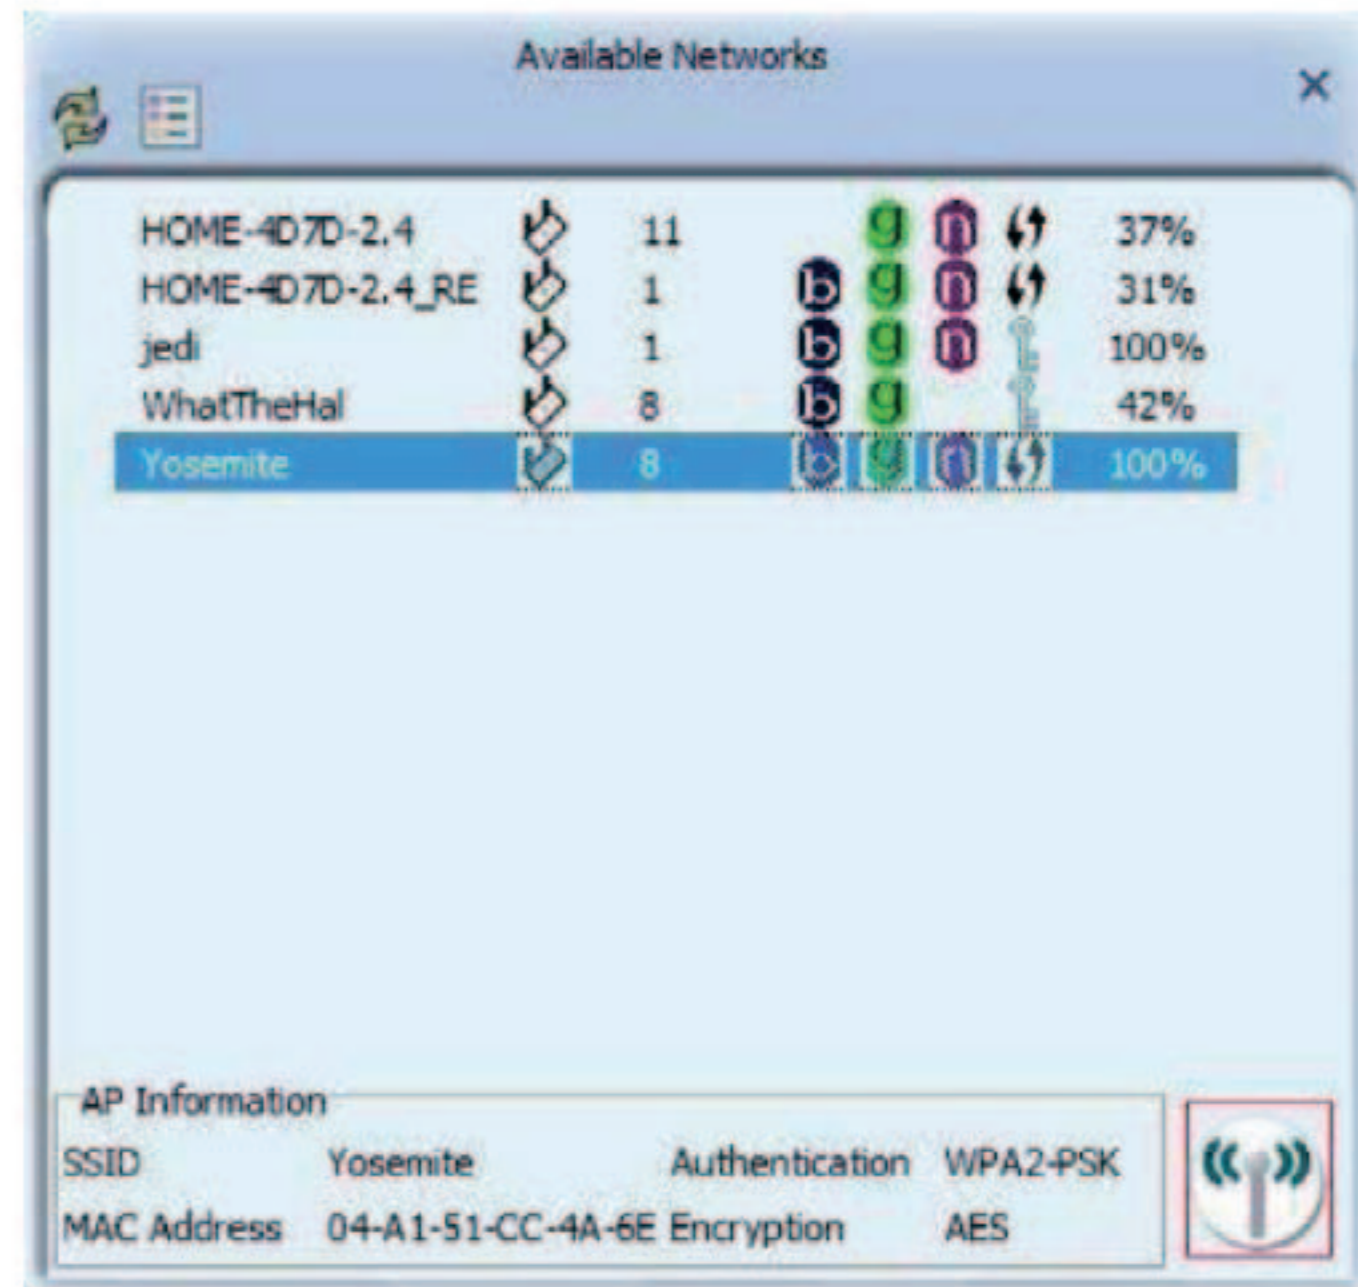 Available Networks
HOME-4D7D-2.4 11 g n 37%
HOME-4D7D-2.4_RE 1 b g n 31%
jedi 1 b g n 100%
WhatTheHal 8 b g 42%
Yosemite 8 b g n 100%
AP Information
SSID Yosemite Authentication WPA2-PSK
MAC Address 04-A1-51-CC-4A-6E Encryption AES